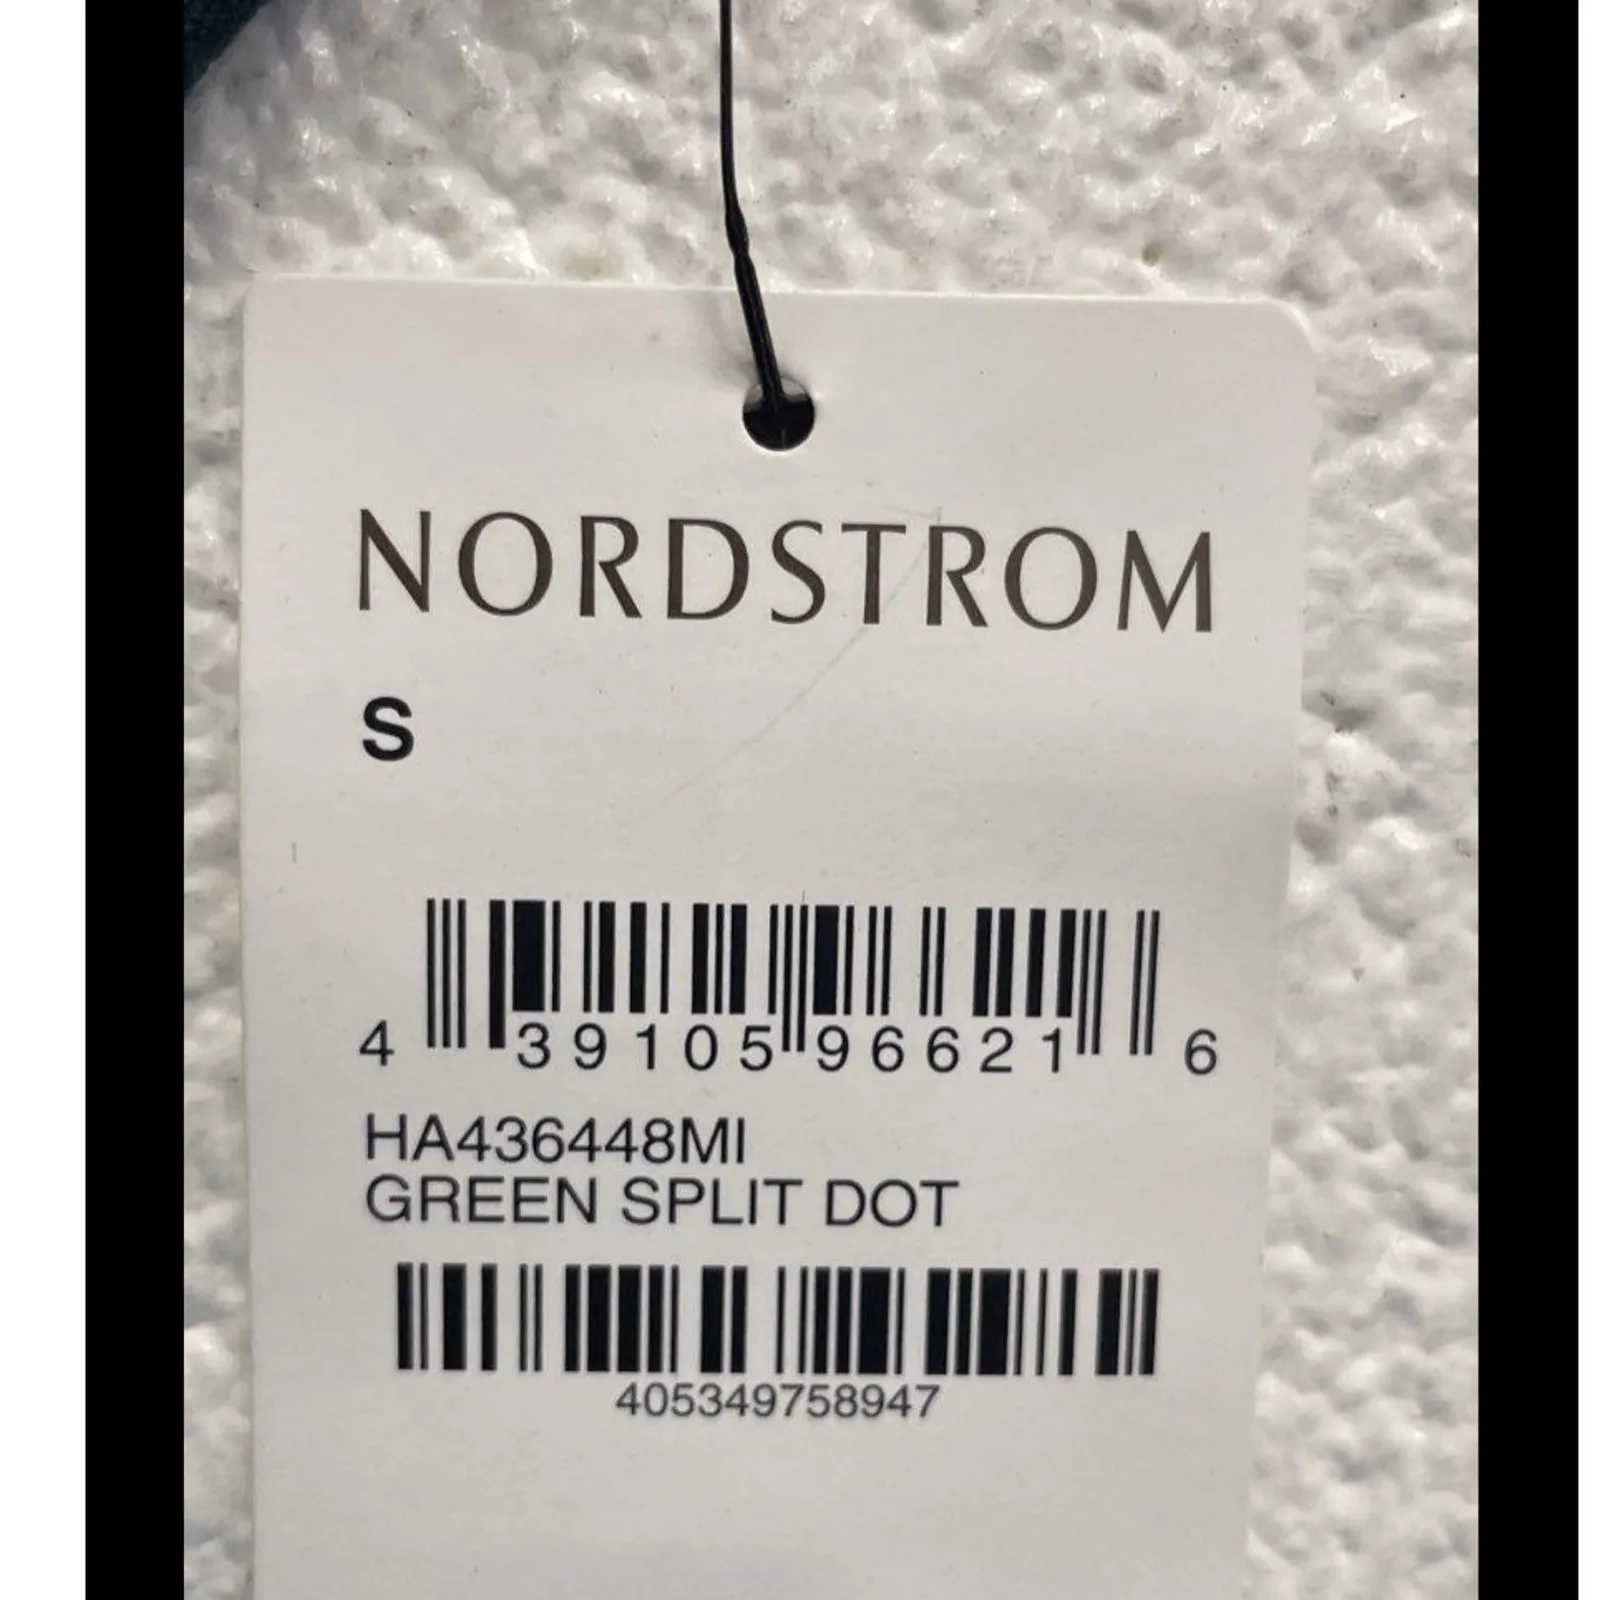 NORDSTROM
S
4 39105 96621 6
HA436448MI
GREEN SPLIT DOT
405349758947